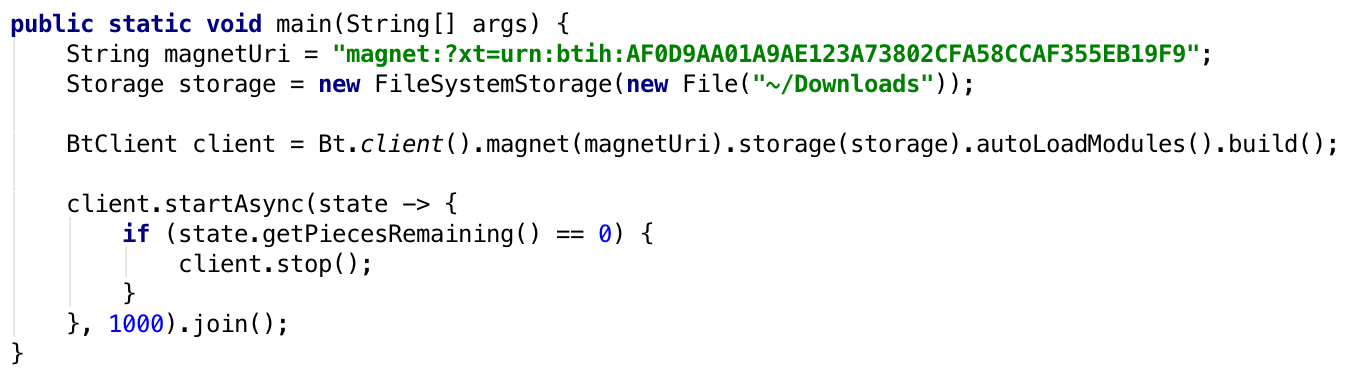 public static void main(String[] args) {
    String magnetUri = "magnet:?xt=urn:btih:AF0D9AA01A9AE123A73802CFA58CCAF355EB19F9";
    Storage storage = new FileSystemStorage(new File("~/Downloads"));

    BtClient client = Bt.client().magnet(magnetUri).storage(storage).autoLoadModules().build();

    client.startAsync(state -> {
        if (state.getPiecesRemaining() == 0) {
            client.stop();
        }
    }, 1000).join();
}